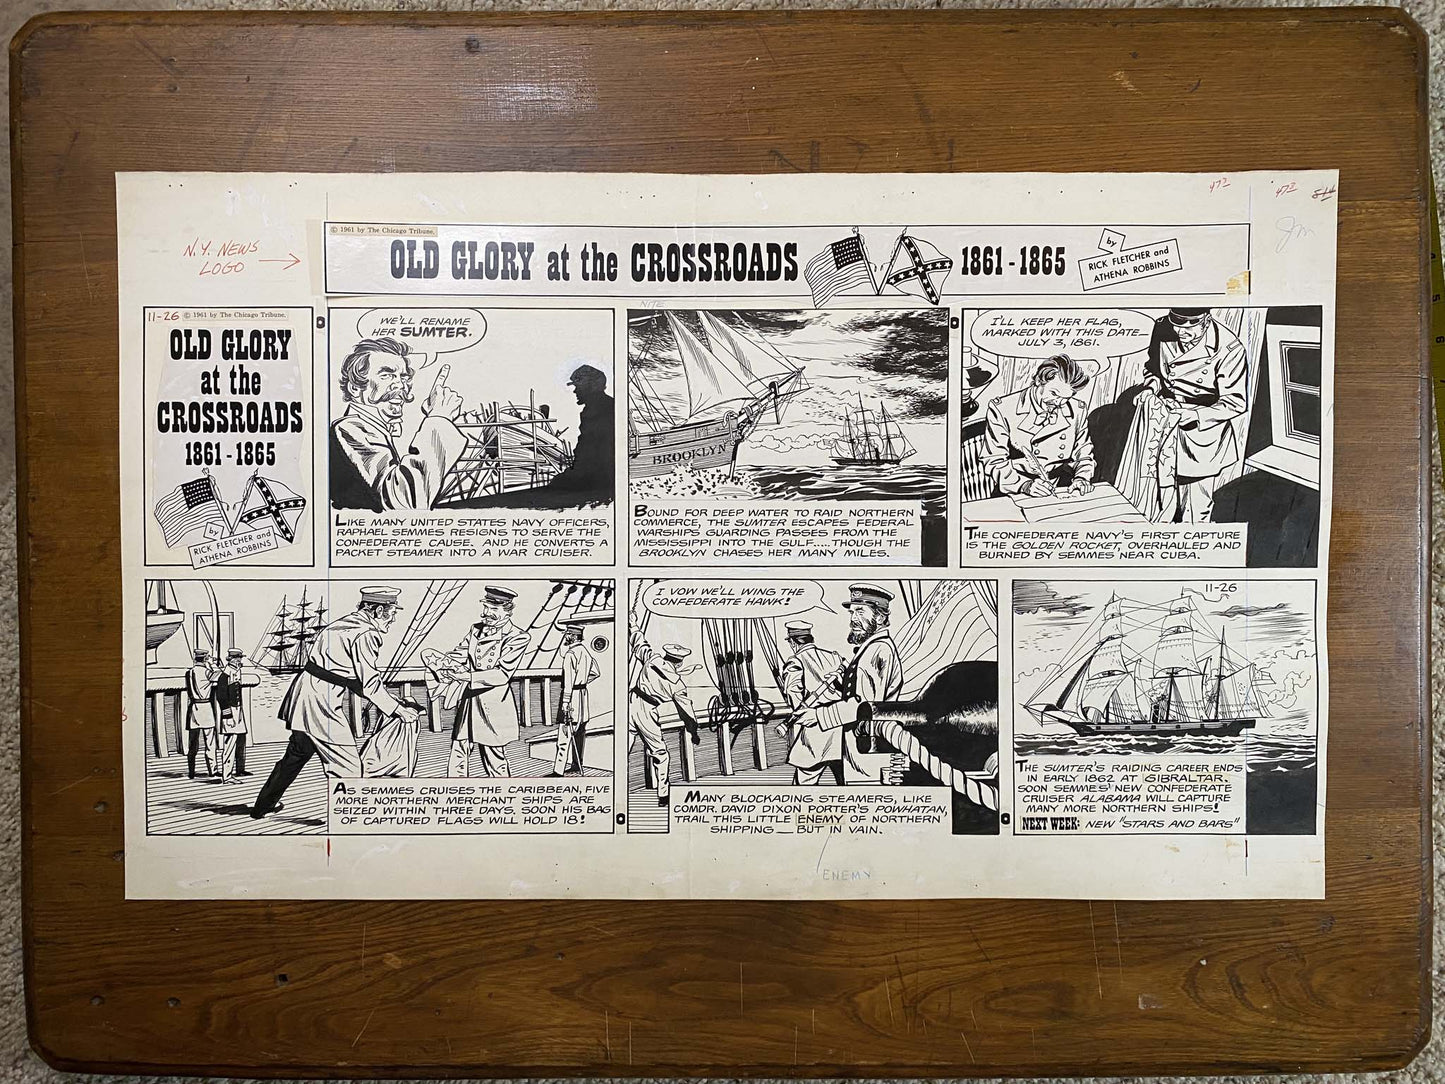 47 3
47 3
N.Y. NEWS
LOGO
© 1961 by The Chicago Tribune.
OLD GLORY at the CROSSROADS
1861-1865
by
RICK FLETCHER and
ATHENA ROBBINS
11-26
© 1961 by The Chicago Tribune.
OLD GLORY
at the
CROSSROADS
1861-1865
by
RICK FLETCHER and
ATHENA ROBBINS
WE'LL RENAME
HER SUMTER.
LIKE MANY UNITED STATES NAVY OFFICERS,
RAPHAEL SEMMES RESIGNS TO SERVE THE
CONFEDERATE CAUSE. AND HE CONVERTS A
PACKET STEAMER INTO A WAR CRUISER.
NITE
BROOKLYN
BOUND FOR DEEP WATER TO RAID NORTHERN
COMMERCE, THE SUMTER ESCAPES FEDERAL
WARSHIPS GUARDING PASSES FROM THE
MISSISSIPPI INTO THE GULF.... THOUGH THE
BROOKLYN CHASES HER MANY MILES.
I'LL KEEP HER FLAG,
MARKED WITH THIS DATE—
JULY 3, 1861.
THE CONFEDERATE NAVY'S FIRST CAPTURE
IS THE GOLDEN ROCKET, OVERHAULED AND
BURNED BY SEMMES NEAR CUBA.
AS SEMMES CRUISES THE CARIBBEAN, FIVE
MORE NORTHERN MERCHANT SHIPS ARE
SEIZED WITHIN THREE DAYS. SOON HIS BAG
OF CAPTURED FLAGS WILL HOLD 18!
I VOW WE'LL WING THE
CONFEDERATE HAWK!
MANY BLOCKADING STEAMERS, LIKE
COMDR. DAVID DIXON PORTER'S POWHATAN,
TRAIL THIS LITTLE ENEMY OF NORTHERN
SHIPPING — BUT IN VAIN.
ENEMY
11-26
THE SUMTER'S RAIDING CAREER ENDS
IN EARLY 1862 AT GIBRALTAR.
SOON SEMMES' NEW CONFEDERATE
CRUISER ALABAMA WILL CAPTURE
MANY MORE NORTHERN SHIPS!
NEXT WEEK: NEW "STARS AND BARS"